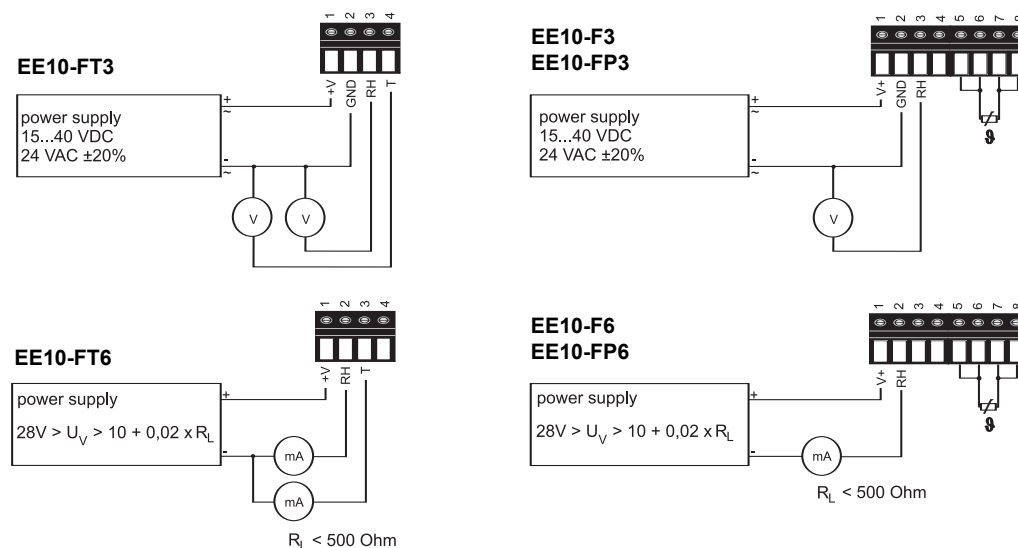 EE10-FT3
1 2 3 4
+V GND RH T
power supply
15...40 VDC
24 VAC ±20%
+
~
-
~
V V
EE10-F3
EE10-FP3
1 2 3 4 5 6 7 8
V+ GND RH
ϑ
power supply
15...40 VDC
24 VAC ±20%
+
~
-
~
V
EE10-FT6
1 2 3 4
+V RH T
power supply
28V > U_V > 10 + 0,02 x R_L
+
-
mA
mA
R_L < 500 Ohm
EE10-F6
EE10-FP6
1 2 3 4 5 6 7 8
V+ RH
ϑ
power supply
28V > U_V > 10 + 0,02 x R_L
+
-
mA
R_L < 500 Ohm